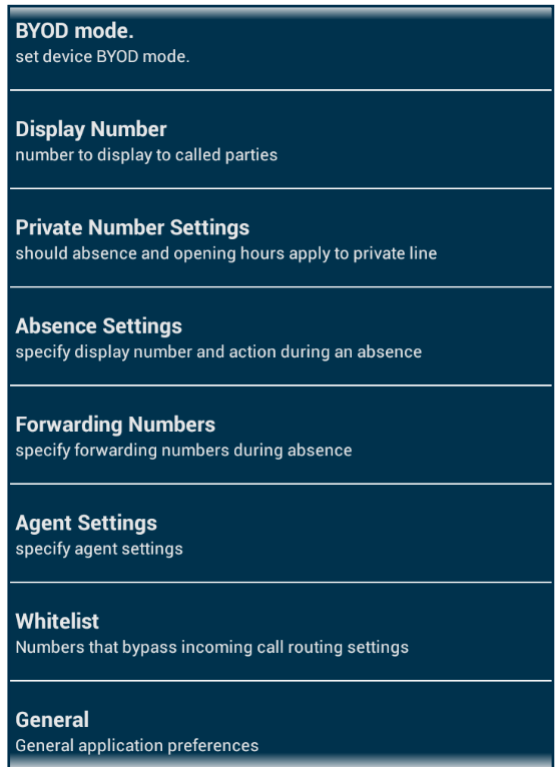 BYOD mode.
set device BYOD mode.
Display Number
number to display to called parties
Private Number Settings
should absence and opening hours apply to private line
Absence Settings
specify display number and action during an absence
Forwarding Numbers
specify forwarding numbers during absence
Agent Settings
specify agent settings
Whitelist
Numbers that bypass incoming call routing settings
General
General application preferences